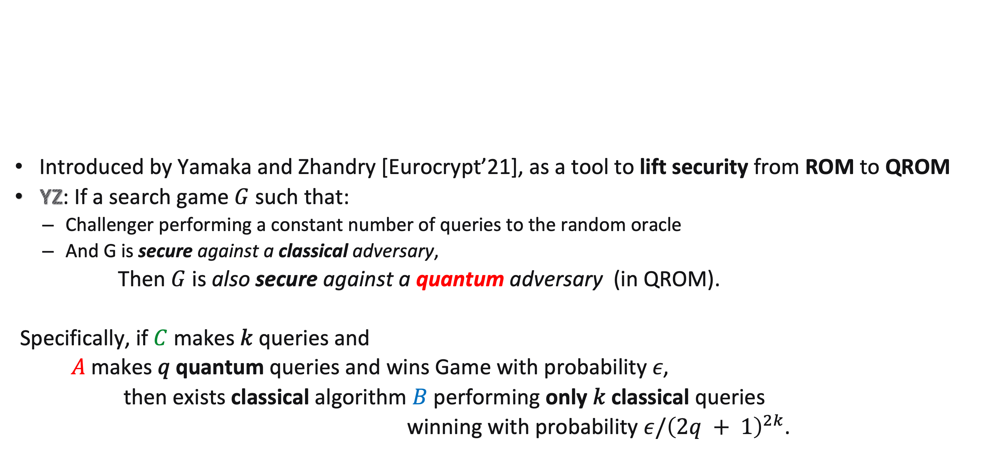 • Introduced by Yamaka and Zhandry [Eurocrypt’21], as a tool to lift security from ROM to QROM
• YZ: If a search game G such that:
– Challenger performing a constant number of queries to the random oracle
– And G is secure against a classical adversary,
Then G is also secure against a quantum adversary (in QROM).
Specifically, if C makes k queries and
A makes q quantum queries and wins Game with probability ϵ,
then exists classical algorithm B performing only k classical queries
winning with probability ϵ/(2q + 1)²ᵏ.